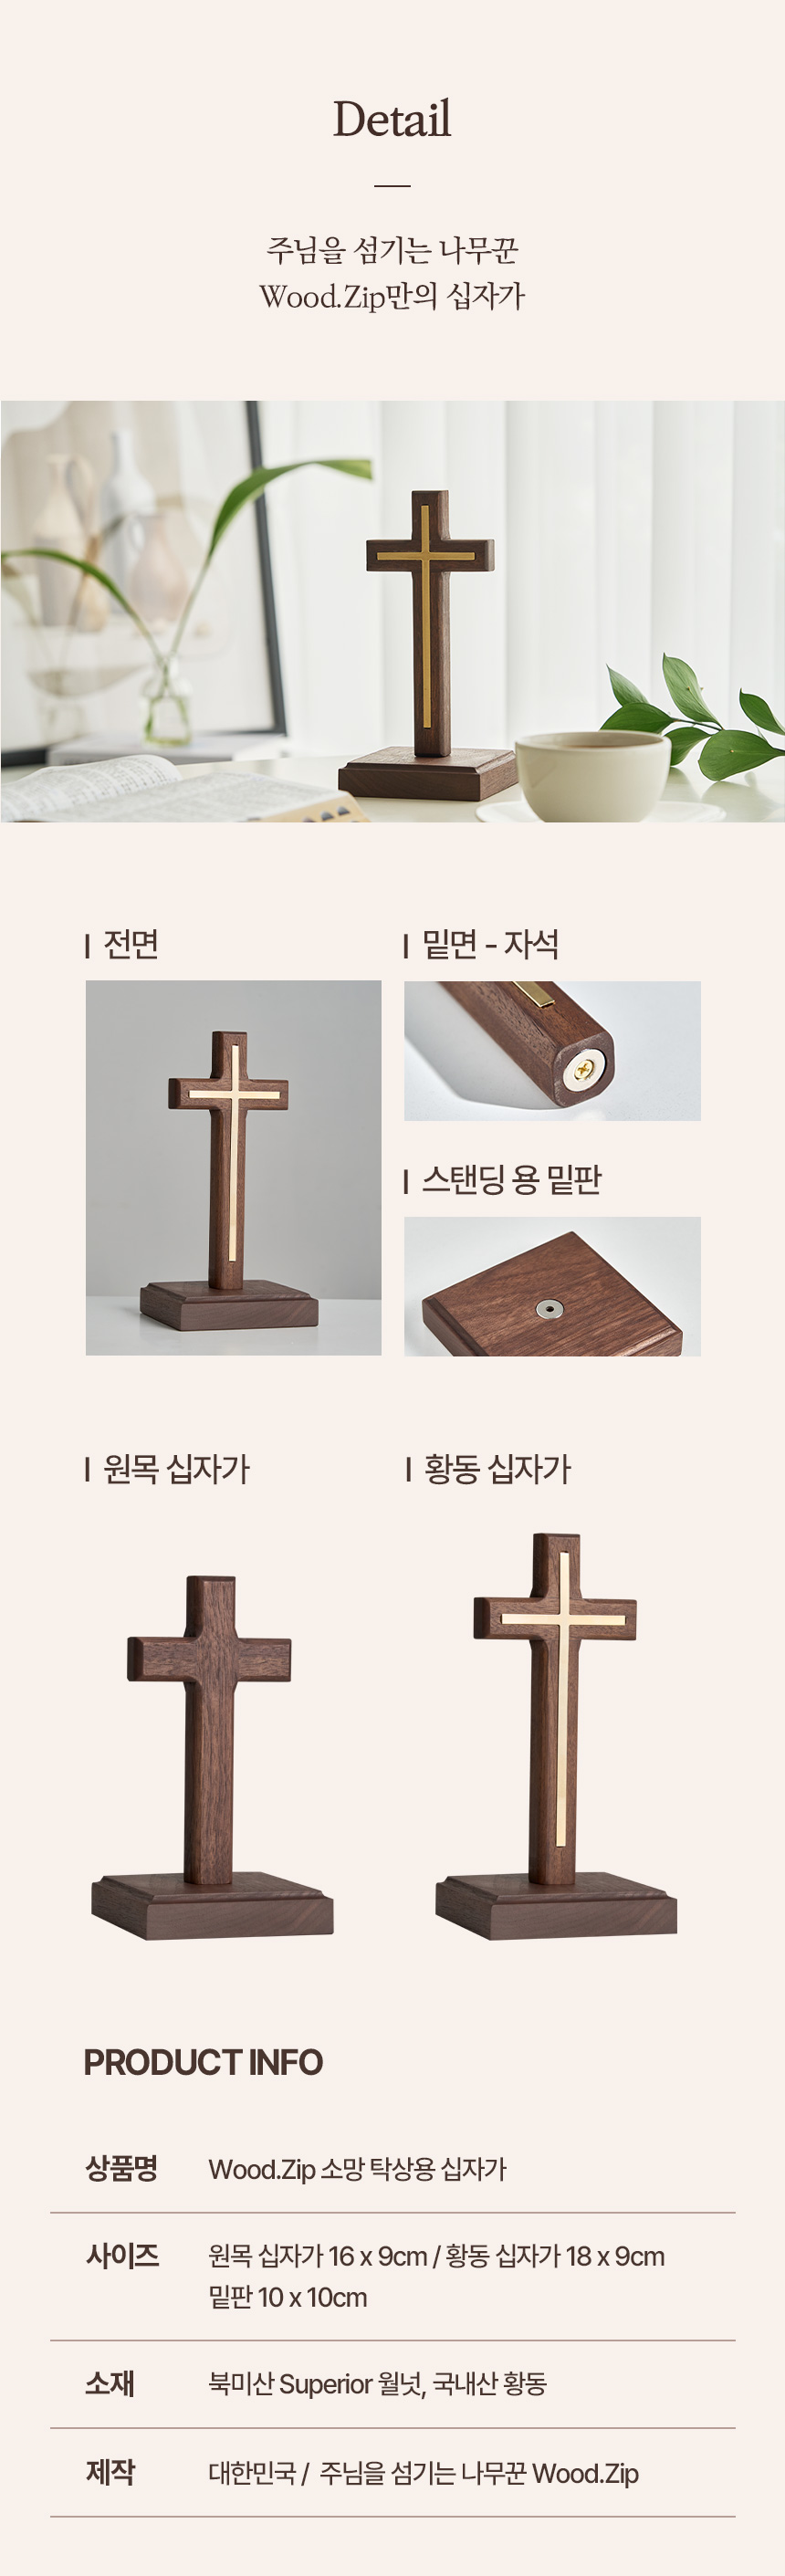 Detail
주님을 섬기는 나무꾼
Wood.Zip만의 십자가
전면
밑면 - 자석
스탠딩 용 밑판
원목 십자가
황동 십자가
PRODUCT INFO
상품명 Wood.Zip 소망 탁상용 십자가
사이즈 원목 십자가 16 x 9cm / 황동 십자가 18 x 9cm
밑판 10 x 10cm
소재 북미산 Superior 월넛, 국내산 황동
제작 대한민국 / 주님을 섬기는 나무꾼 Wood.Zip